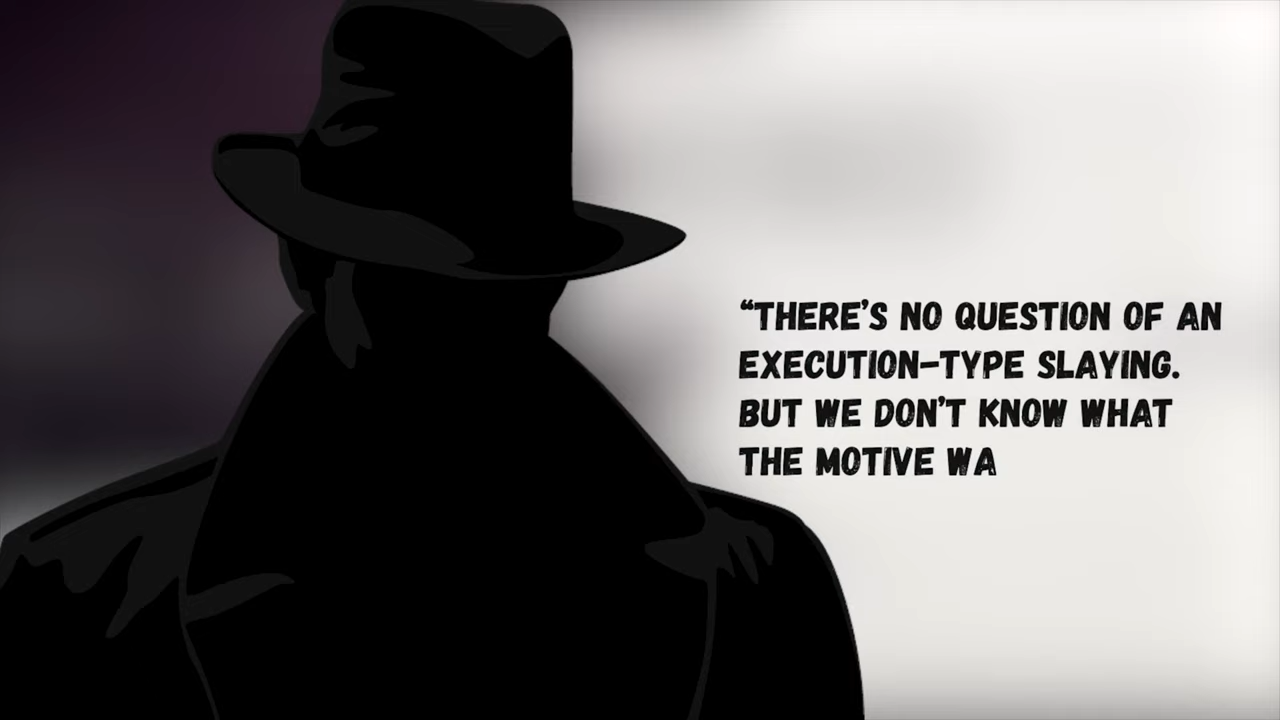 “THERE’S NO QUESTION OF AN
EXECUTION–TYPE SLAYING.
BUT WE DON’T KNOW WHAT
THE MOTIVE WA